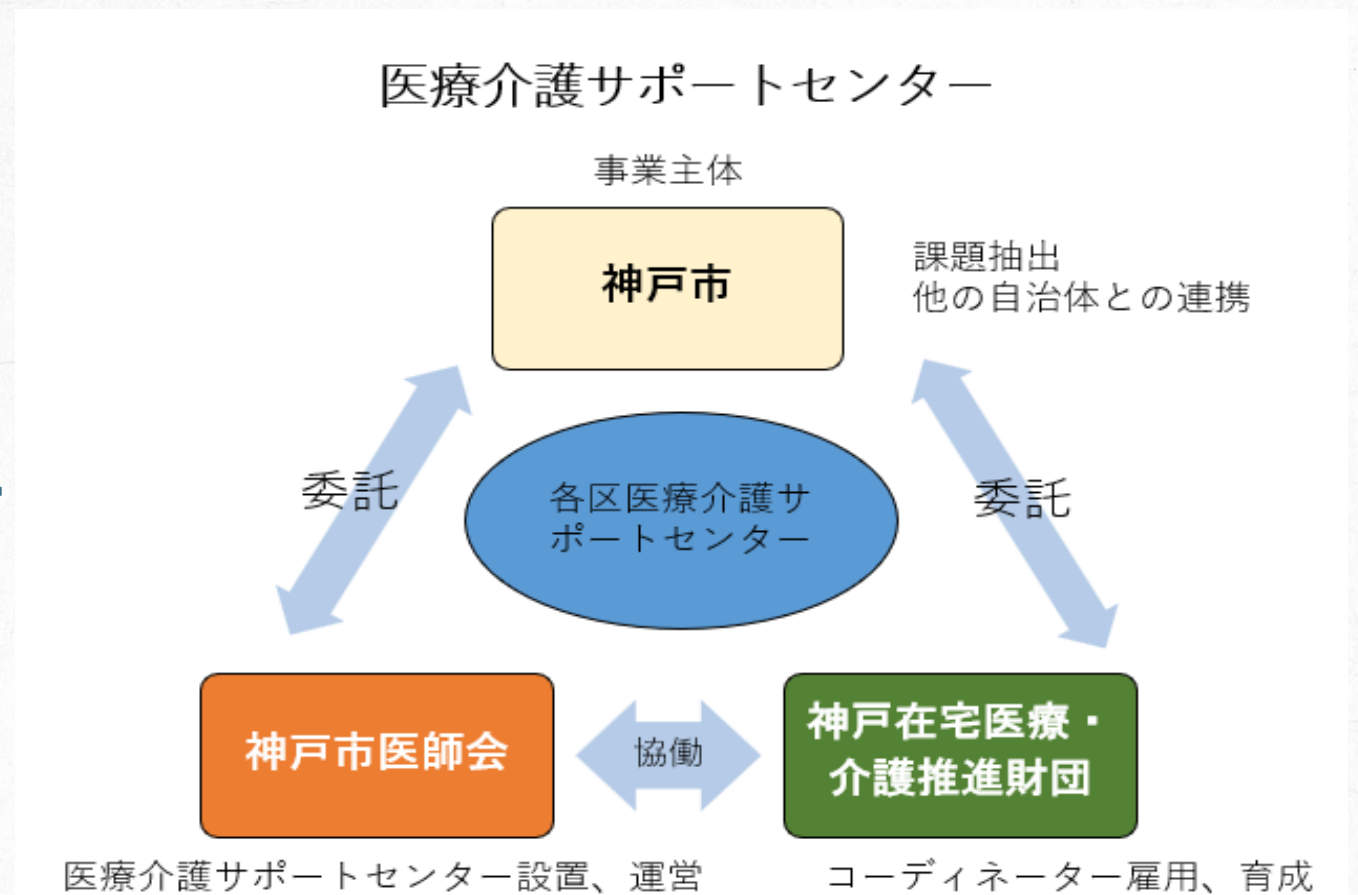 医療介護サポートセンター
事業主体
神戸市
課題抽出
他の自治体との連携
委託
各区医療介護サ
ポートセンター
委託
神戸市医師会
協働
神戸在宅医療・
介護推進財団
医療介護サポートセンター設置、運営
コーディネーター雇用、育成